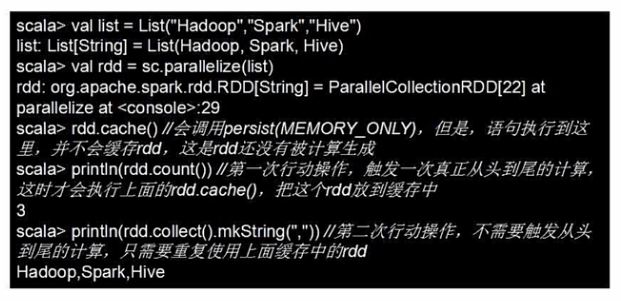 scala> val list = List("Hadoop","Spark","Hive")
list: List[String] = List(Hadoop, Spark, Hive)
scala> val rdd = sc.parallelize(list)
rdd: org.apache.spark.rdd.RDD[String] = ParallelCollectionRDD[22] at
parallelize at <console>:29
scala> rdd.cache() //会调用persist(MEMORY_ONLY)，但是，语句执行到这
里，并不会缓存rdd，这是rdd还没有被计算生成
scala> println(rdd.count()) //第一次行动操作，触发一次真正从头到尾的计算，
这时才会执行上面的rdd.cache()，把这个rdd放到缓存中
3
scala> println(rdd.collect().mkString(",")) //第二次行动操作，不需要触发从头
到尾的计算，只需要重复使用上面缓存中的rdd
Hadoop,Spark,Hive